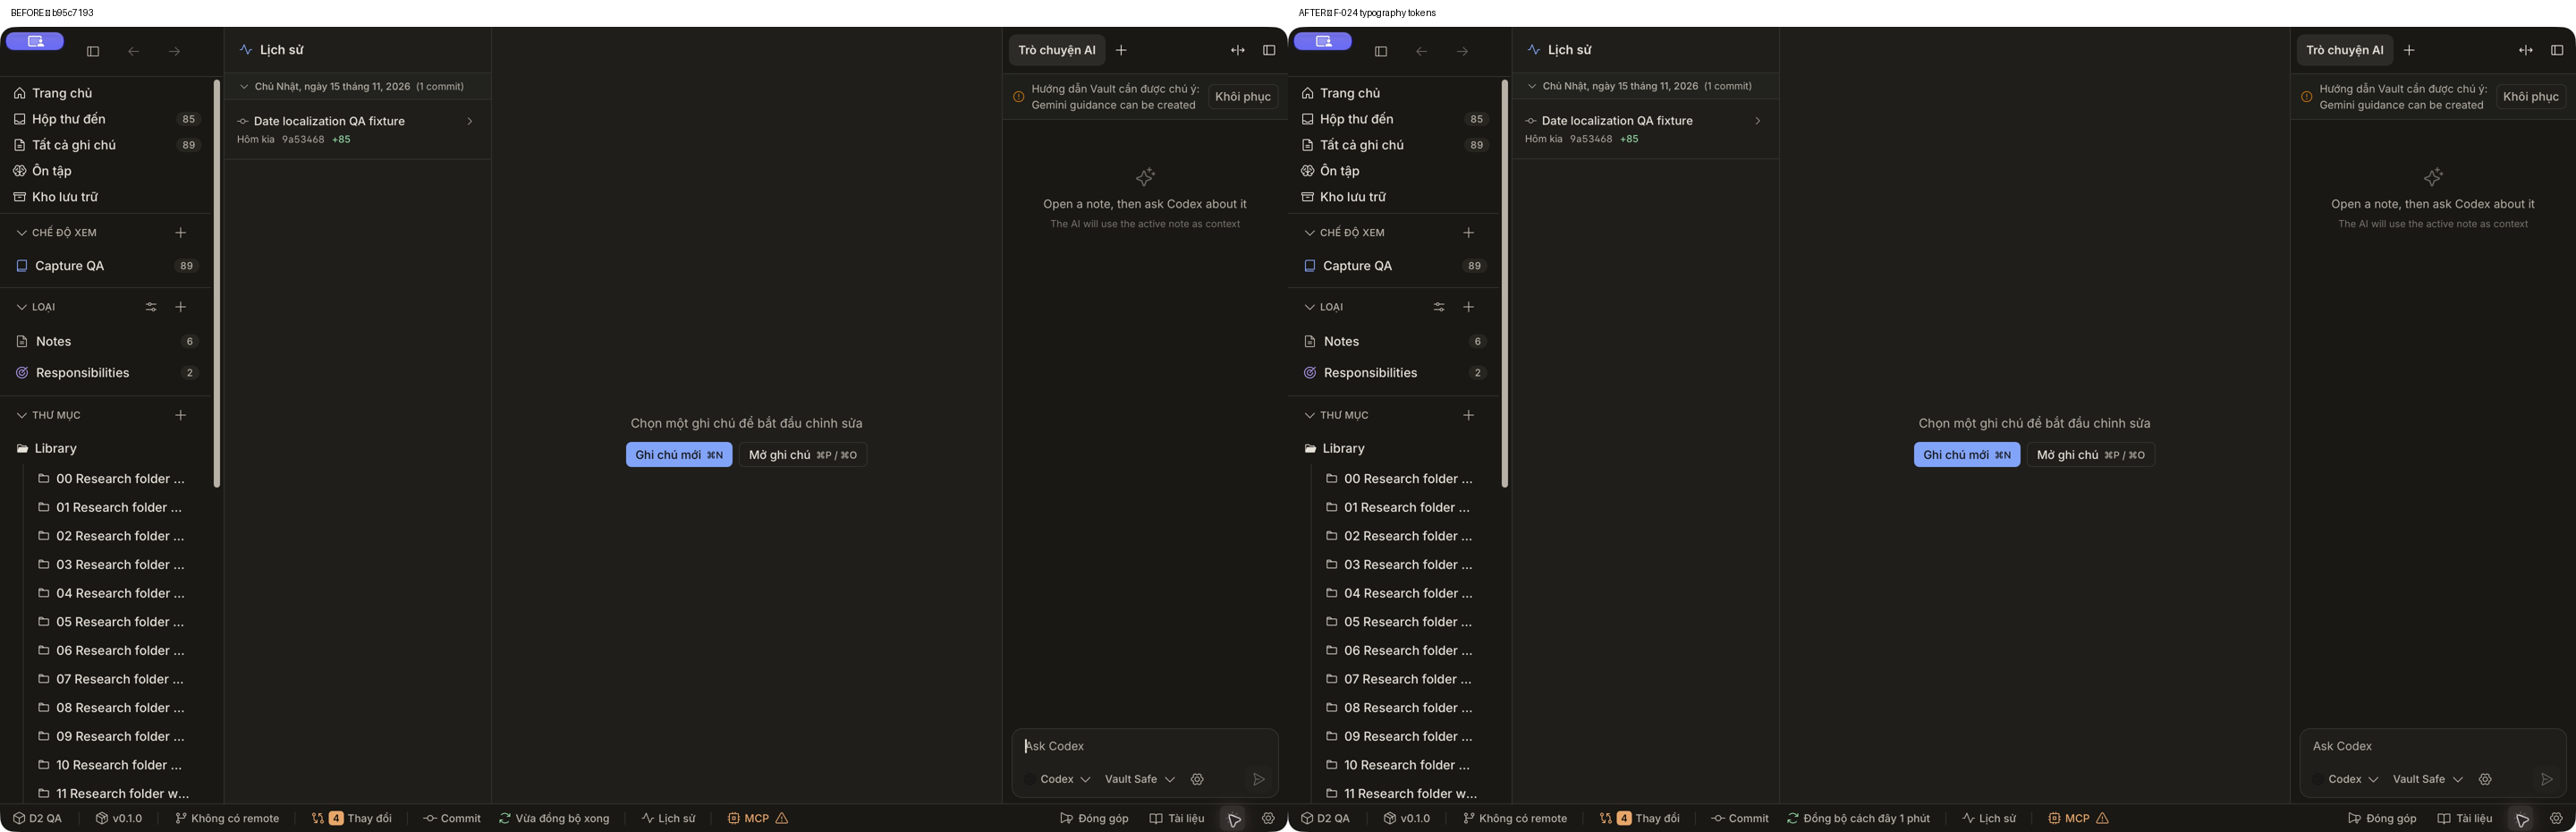 BEFORE b95c7193
Lịch sử
Trò chuyện AI
Chủ Nhật, ngày 15 tháng 11, 2026 (1 commit)
Hướng dẫn Vault cần được chú ý:
Gemini guidance can be created
Khôi phục
Trang chủ
Hộp thư đến 85
Tất cả ghi chú 89
Ôn tập
Kho lưu trữ
Date localization QA fixture
Hôm kia 9a53468 +85
Open a note, then ask Codex about it
The AI will use the active note as context
CHẾ ĐỘ XEM
Capture QA 89
LOẠI
Notes 6
Responsibilities 2
THƯ MỤC
Library
00 Research folder ...
01 Research folder ...
02 Research folder ...
03 Research folder ...
04 Research folder ...
05 Research folder ...
06 Research folder ...
07 Research folder ...
08 Research folder ...
09 Research folder ...
10 Research folder ...
11 Research folder w...
Chọn một ghi chú để bắt đầu chỉnh sửa
Ghi chú mới ⌘N
Mở ghi chú ⌘P / ⌘O
Ask Codex
Codex
Vault Safe
D2 QA
v0.1.0
Không có remote
4 Thay đổi
Commit
Vừa đồng bộ xong
Lịch sử
MCP
Đóng góp
Tài liệu
AFTER F-024 typography tokens
Lịch sử
Trò chuyện AI
Chủ Nhật, ngày 15 tháng 11, 2026 (1 commit)
Hướng dẫn Vault cần được chú ý:
Gemini guidance can be created
Khôi phục
Trang chủ
Hộp thư đến 85
Tất cả ghi chú 89
Ôn tập
Kho lưu trữ
Date localization QA fixture
Hôm kia 9a53468 +85
Open a note, then ask Codex about it
The AI will use the active note as context
CHẾ ĐỘ XEM
Capture QA 89
LOẠI
Notes 6
Responsibilities 2
THƯ MỤC
Library
00 Research folder ...
01 Research folder ...
02 Research folder ...
03 Research folder ...
04 Research folder ...
05 Research folder ...
06 Research folder ...
07 Research folder ...
08 Research folder ...
09 Research folder ...
10 Research folder ...
11 Research folder w...
Chọn một ghi chú để bắt đầu chỉnh sửa
Ghi chú mới ⌘N
Mở ghi chú ⌘P / ⌘O
Ask Codex
Codex
Vault Safe
D2 QA
v0.1.0
Không có remote
4 Thay đổi
Commit
Đồng bộ cách đây 1 phút
Lịch sử
MCP
Đóng góp
Tài liệu